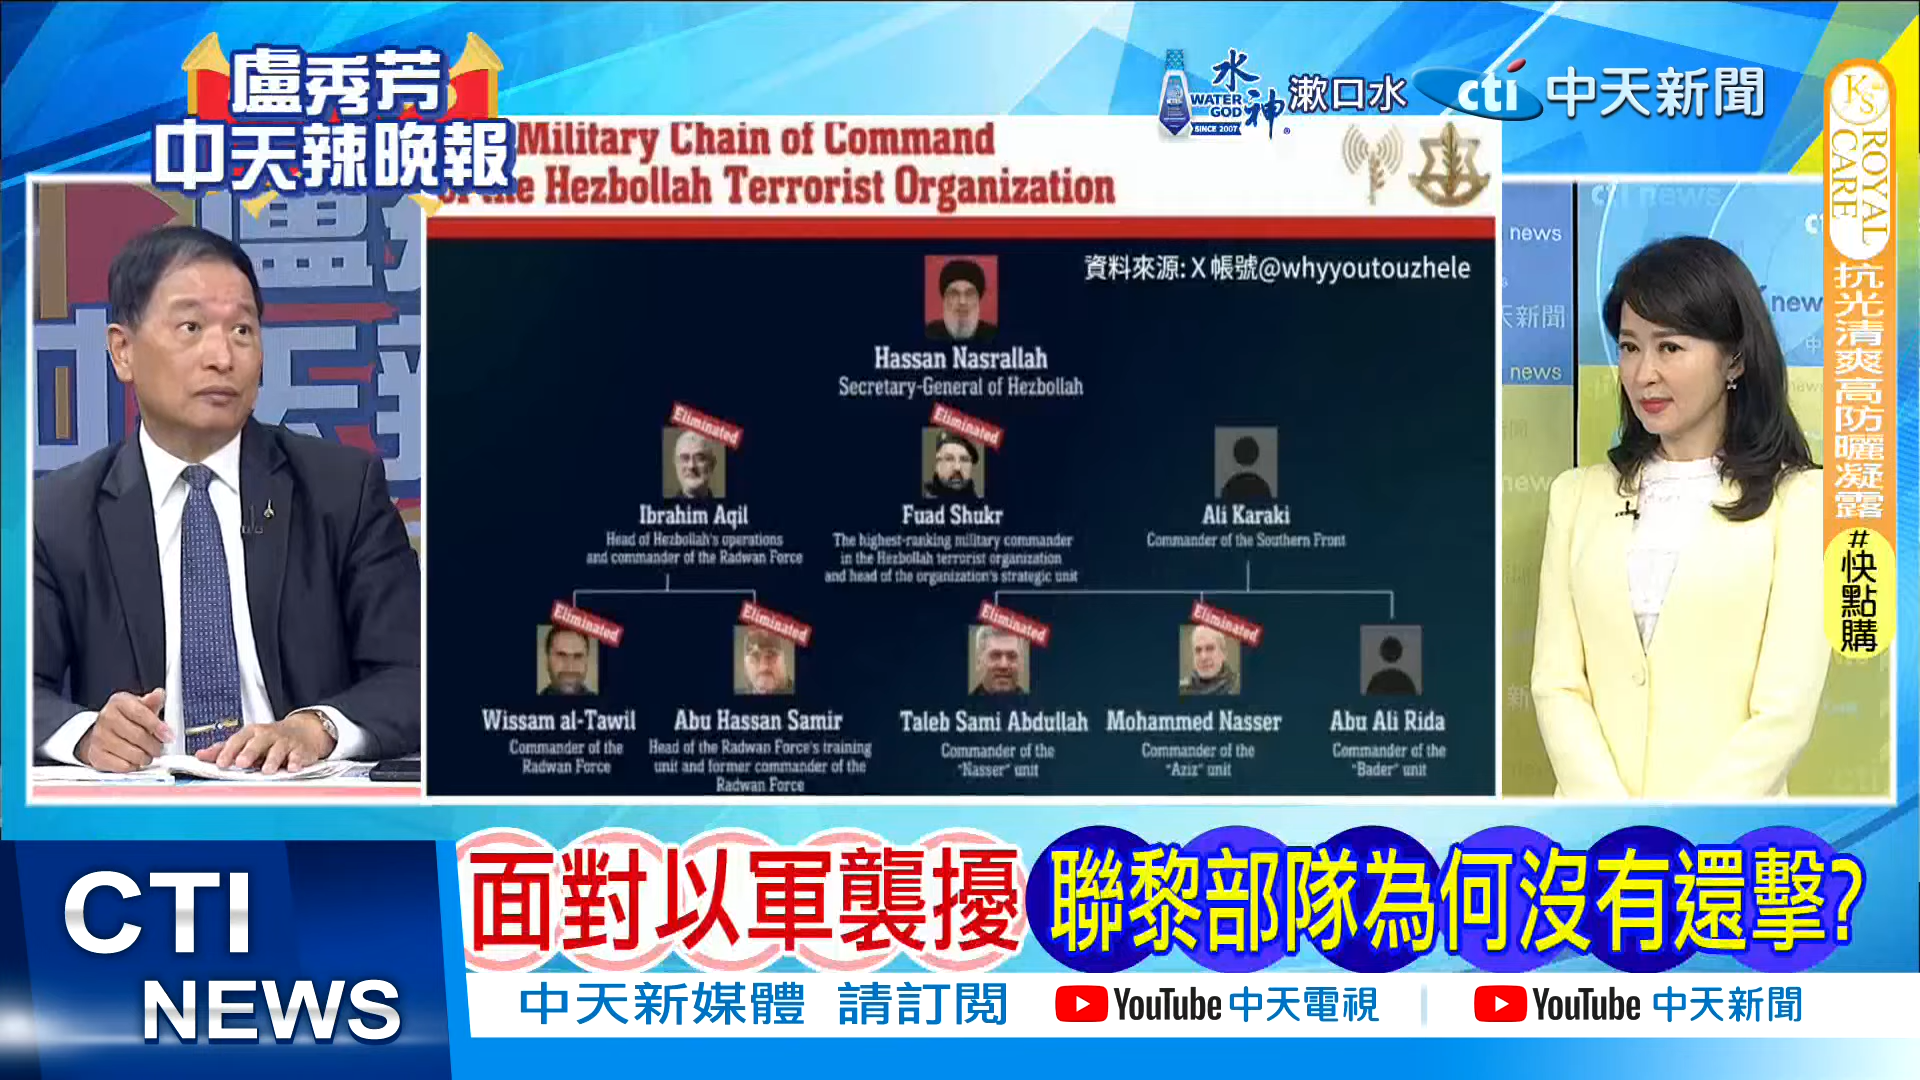 盧秀芳
中天辣晚報
水神
WATER GOD
SINCE 2007
漱口水
cti 中天新聞
Military Chain of Command
of the Hezbollah Terrorist Organization
資料來源: X 帳號@whyyoutouzhele
Hassan Nasrallah
Secretary-General of Hezbollah
Eliminated
Ibrahim Aqil
Head of Hezbollah's operations
and commander of the Radwan Force
Eliminated
Fuad Shukr
The highest-ranking military commander
in the Hezbollah terrorist organization
and head of the organization's strategic unit
Ali Karaki
Commander of the Southern Front
Eliminated
Wissam al-Tawil
Commander of the
Radwan Force
Eliminated
Abu Hassan Samir
Head of the Radwan Force's training
unit and former commander of the
Radwan Force
Eliminated
Taleb Sami Abdullah
Commander of the
"Nasser" unit
Eliminated
Mohammed Nasser
Commander of the
"Aziz" unit
Abu Ali Rida
Commander of the
"Bader" unit
cti news
news
天新聞
news
news
KS
ROYAL
CARE
抗光清爽高防曬凝露
#快點購
面對以軍襲擾 聯黎部隊為何沒有還擊?
CTI
NEWS
中天新媒體 請訂閱 YouTube 中天電視 YouTube 中天新聞